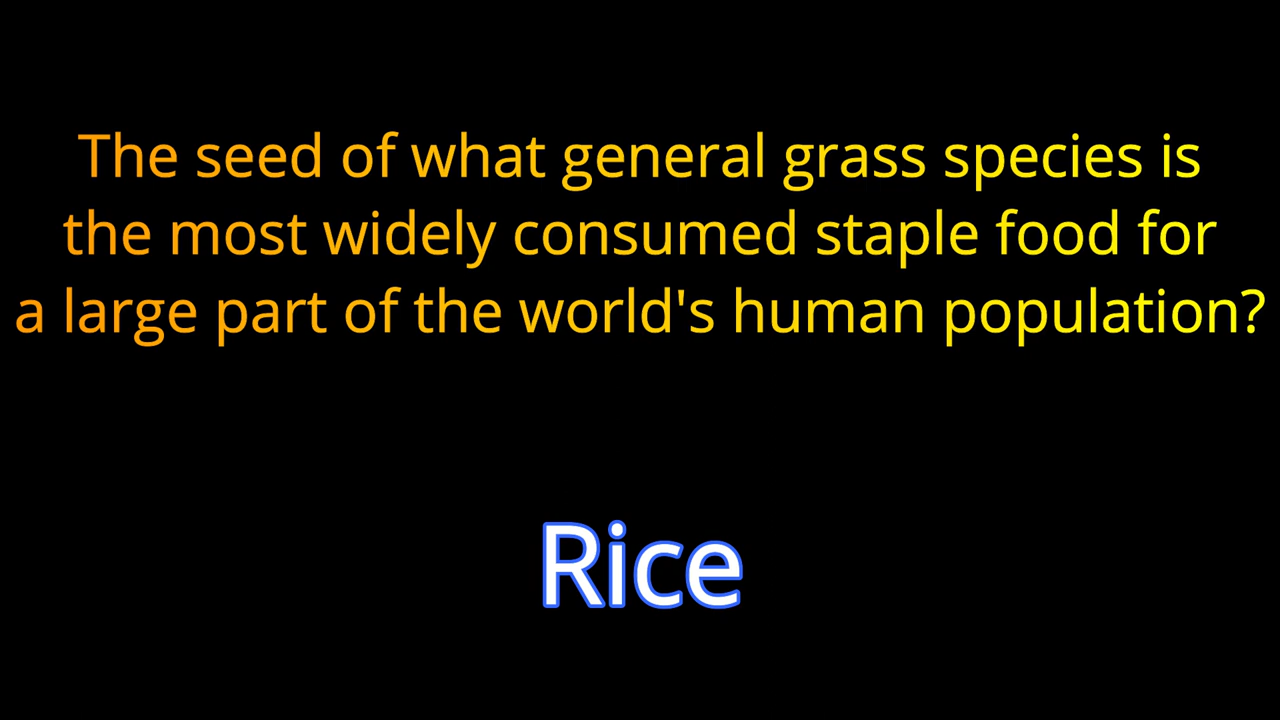 The seed of what general grass species is
the most widely consumed staple food for
a large part of the world's human population?
Rice